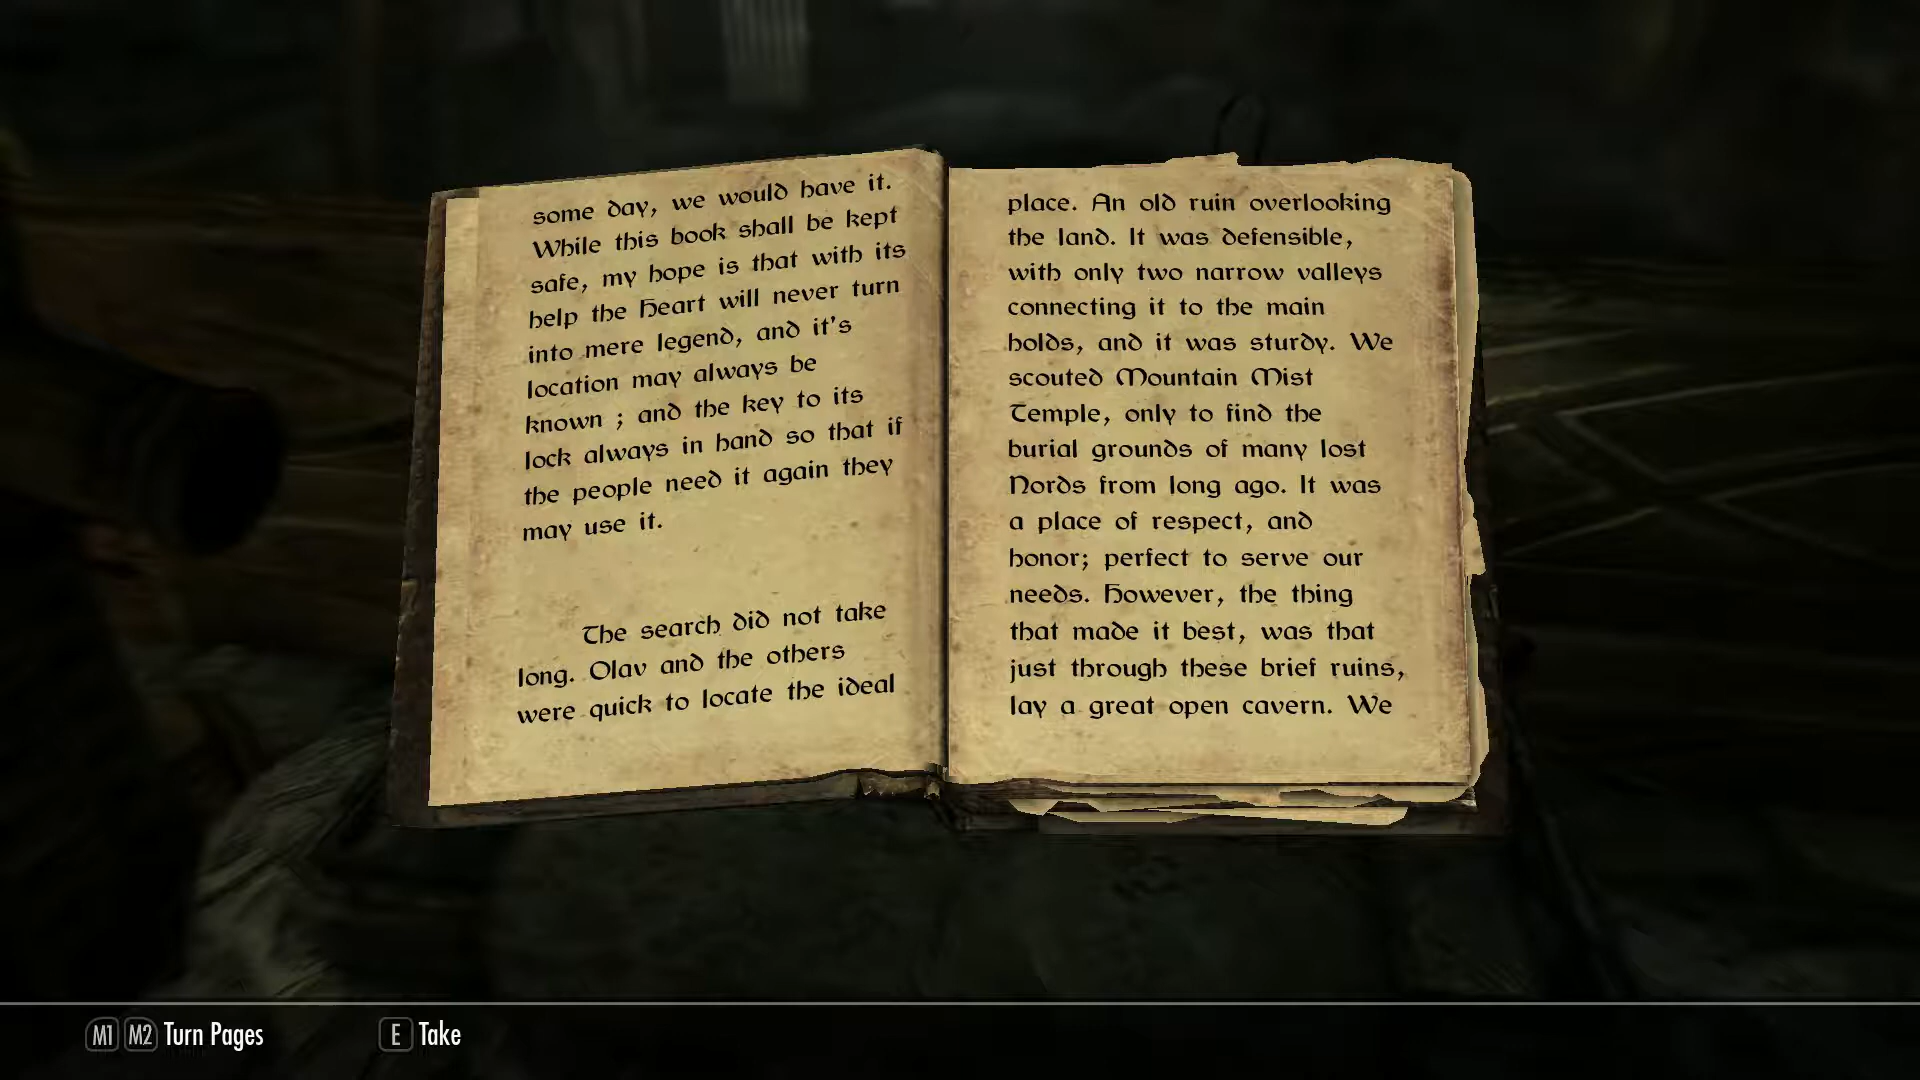 some day, we would have it.
While this book shall be kept
safe, my hope is that with its
help the Heart will never turn
into mere legend, and it's
location may always be
known ; and the key to its
lock always in hand so that if
the people need it again they
may use it.
The search did not take
long. Olav and the others
were quick to locate the ideal
place. An old ruin overlooking
the land. It was defensible,
with only two narrow valleys
connecting it to the main
holds, and it was sturdy. We
scouted Mountain Mist
Temple, only to find the
burial grounds of many lost
Nords from long ago. It was
a place of respect, and
honor; perfect to serve our
needs. However, the thing
that made it best, was that
just through these brief ruins,
lay a great open cavern. We
M1 M2 Turn Pages
E Take